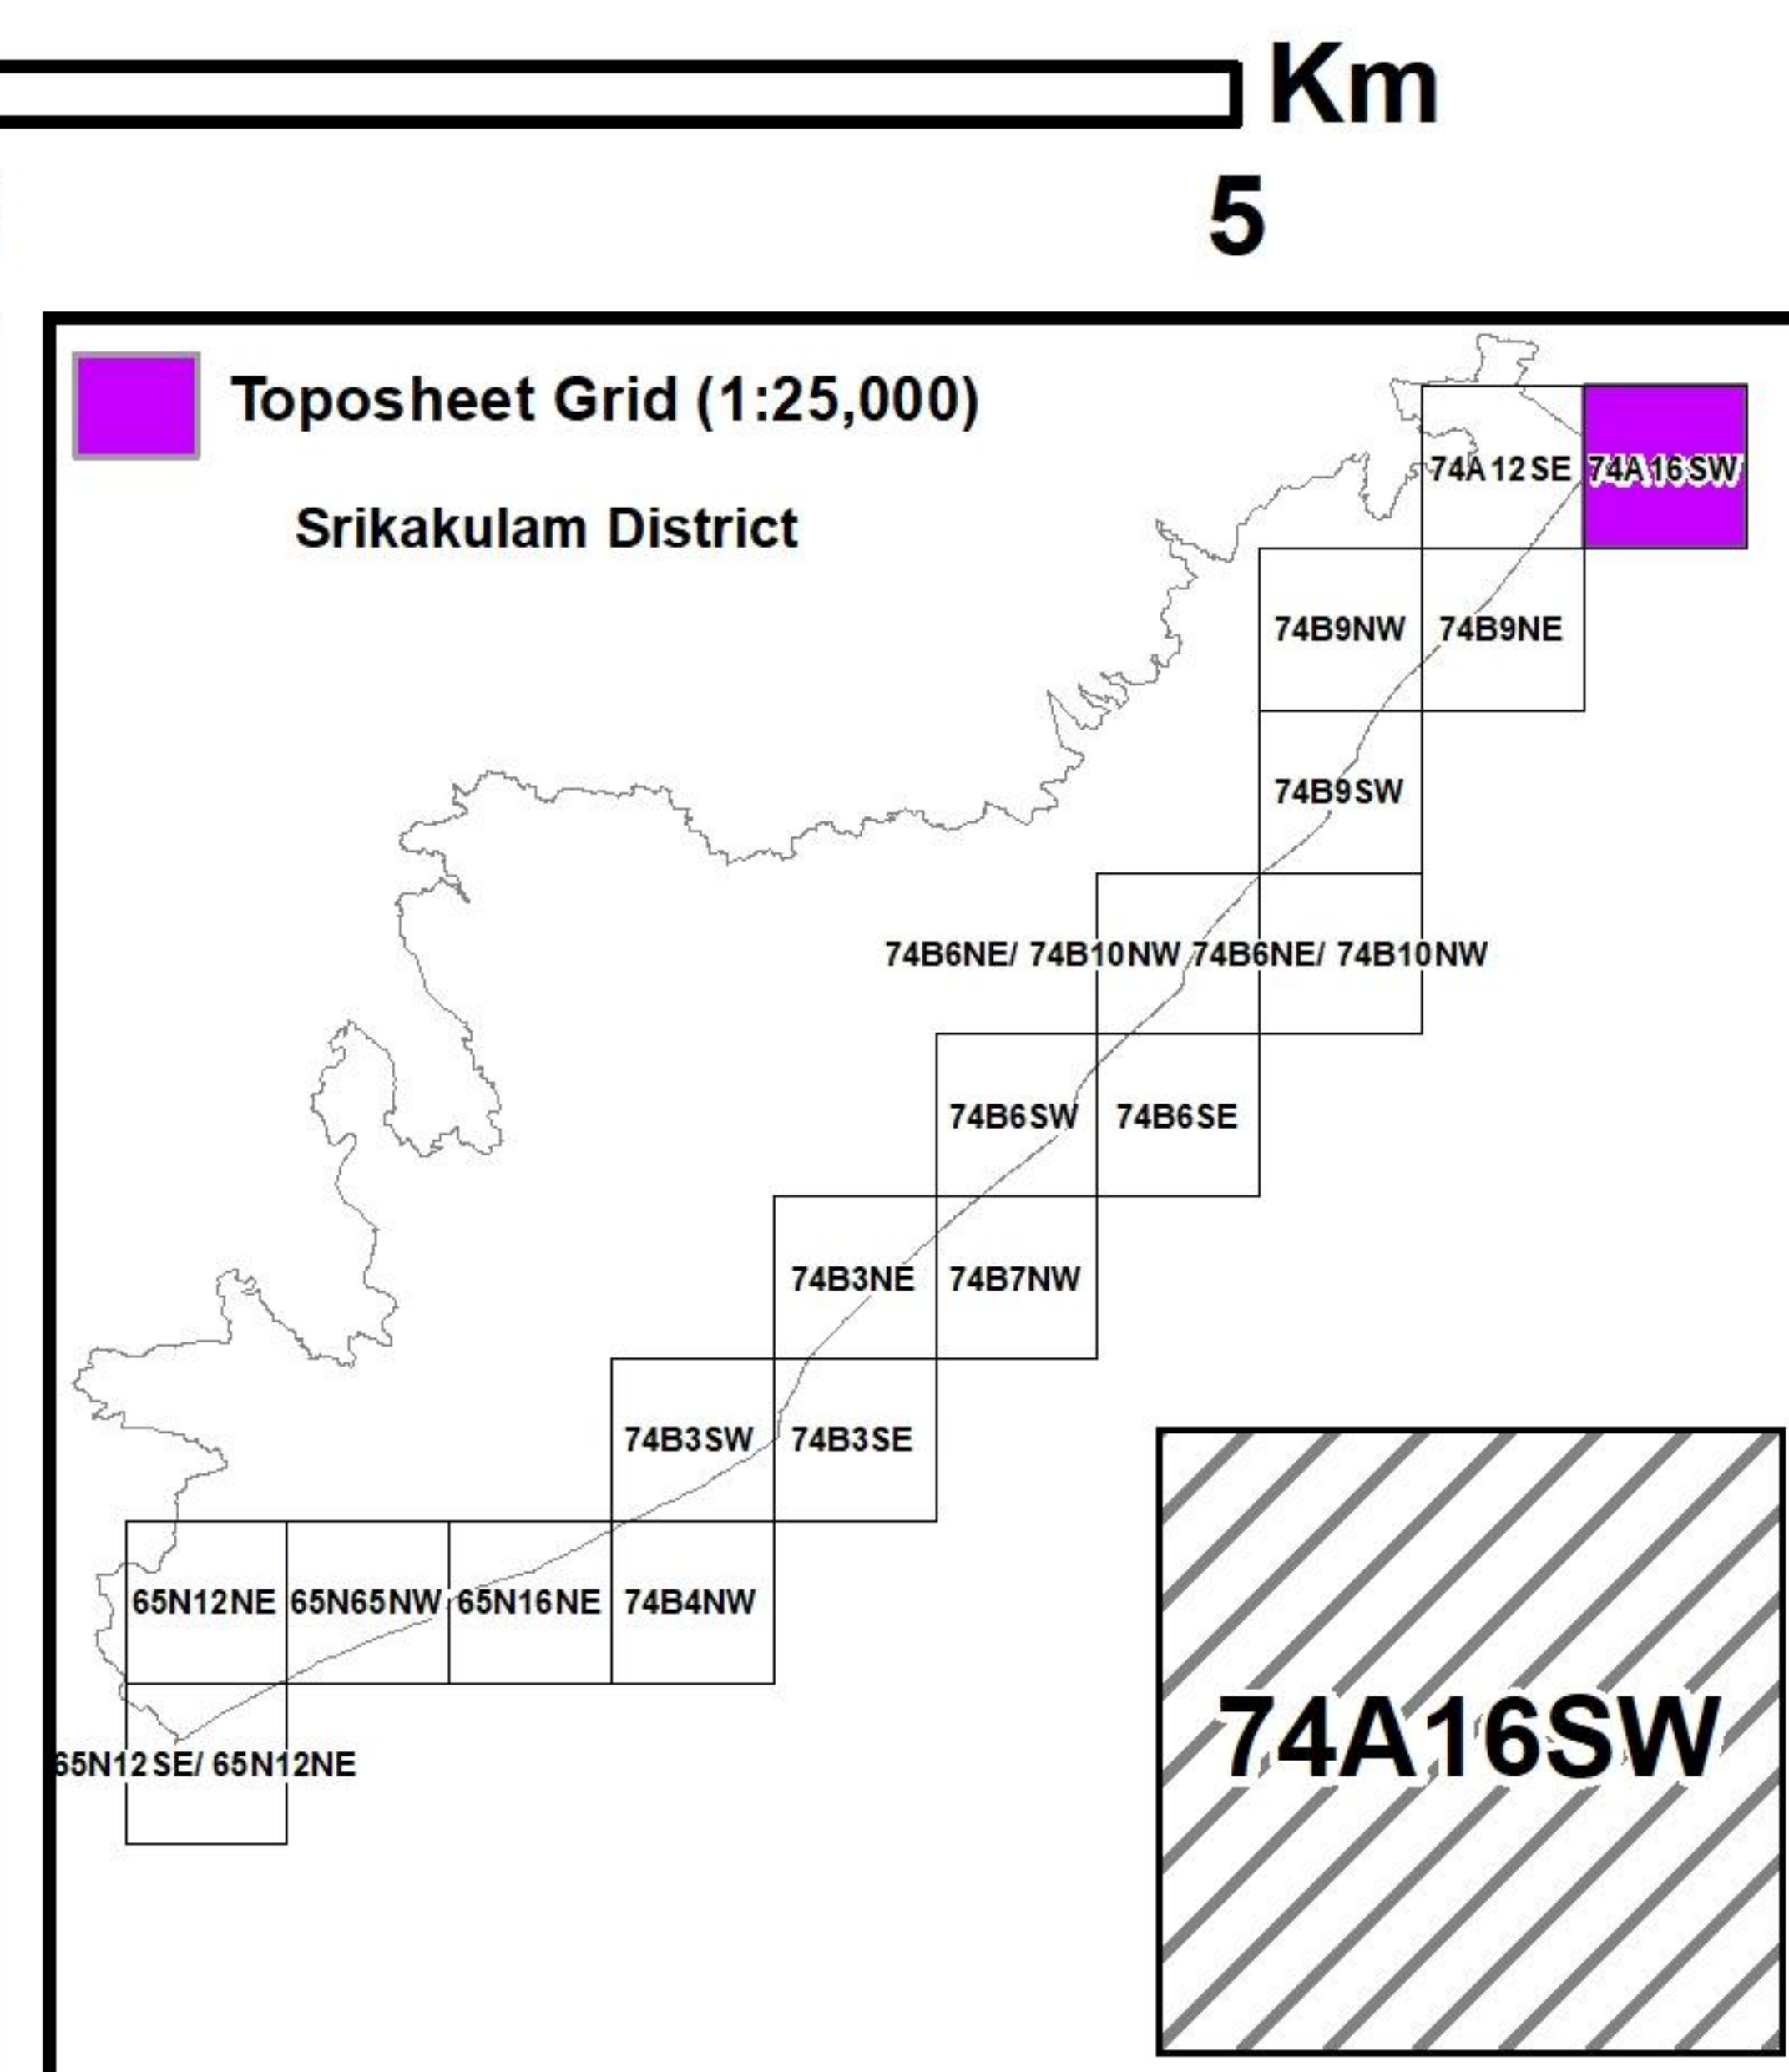 Km
5
Toposheet Grid (1:25,000)
Srikakulam District
74A12SE 74A16SW
74B9NW 74B9NE
74B9SW
74B6NE/ 74B10NW 74B6NE/ 74B10NW
74B6SW 74B6SE
74B3NE 74B7NW
74B3SW 74B3SE
65N12NE 65N65NW 65N16NE 74B4NW
65N12SE/ 65N12NE
74A16SW